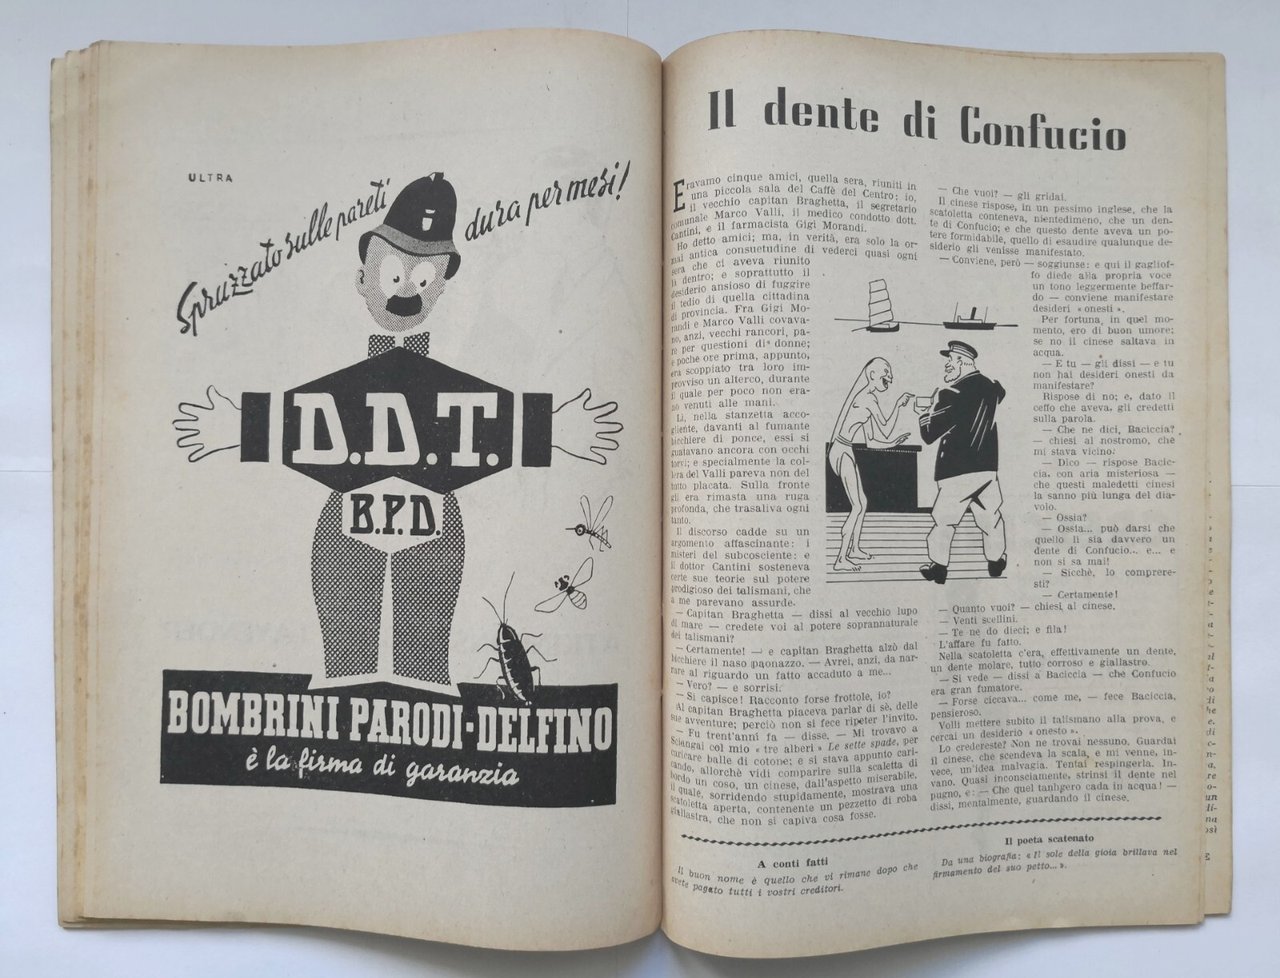 ULTRA
Spruzzato sulle pareti dura per mesi!
D.D.T.
B.P.D.
BOMBRINI PARODI-DELFINO
è la firma di garanzia
Il dente di Confucio
Eravamo cinque amici, quella sera, riuniti in
una piccola sala del Caffè del Centro: io,
il vecchio capitan Braghetta, il segretario
comunale Marco Valli, il medico condotto dott.
Cantini, e il farmacista Gigi Morandi.
Ho detto amici; ma, in verità, era solo la or-
mai antica consuetudine di vederci quasi ogni
sera che ci aveva riunito
là dentro; e soprattutto il
desiderio ansioso di fuggire
il tedio di quella cittadina
di provincia. Fra Gigi Mo-
randi e Marco Valli covava-
no, anzi, vecchi rancori, pa-
re per questioni di donne;
e poche ore prima, appunto,
era scoppiato tra loro im-
provviso un alterco, durante
il quale per poco non era-
no venuti alle mani.
Lì, nella stanzetta acco-
gliente, davanti al fumante
bicchiere di ponce, essi si
guatavano ancora con occhi
torvi; e specialmente la col-
lera del Valli pareva non del
tutto placata. Sulla fronte
gli era rimasta una ruga
profonda, che trasaliva ogni
tanto.
Il discorso cadde su un
argomento affascinante: i
misteri del subcosciente: e
il dottor Cantini sosteneva
certe sue teorie sul potere
prodigioso dei talismani, che
a me parevano assurde.
— Capitan Braghetta — dissi al vecchio lupo
di mare — credete voi al potere soprannaturale
dei talismani?
— Certamente! — e capitan Braghetta alzò dal
bicchiere il naso paonazzo. — Avrei, anzi, da nar-
rare al riguardo un fatto accaduto a me...
— Vero? — e sorrisi.
— Si capisce! Racconto forse frottole, io?
Al capitan Braghetta piaceva parlar di sè, delle
sue avventure; perciò non si fece ripeter l'invito.
— Fu trent'anni fa — disse. — Mi trovavo a
Sciangai col mio « tre alberi » Le sette spade, per
caricare balle di cotone; e si stava appunto cari-
cando, allorchè vidi comparire sulla scaletta di
bordo un coso, un cinese, dall'aspetto miserabile,
il quale, sorridendo stupidamente, mostrava una
scatoletta aperta, contenente un pezzetto di roba
giallastra, che non si capiva cosa fosse.
— Che vuoi? — gli gridai.
Il cinese rispose, in un pessimo inglese, che la
scatoletta conteneva, nientedimeno, che un den-
te di Confucio; e che questo dente aveva un po-
tere formidabile, quello di esaudire qualunque de-
siderio gli venisse manifestato.
— Conviene, però — soggiunse: e qui il gagliof-
fo diede alla propria voce
un tono leggermente beffar-
do — conviene manifestare
desideri « onesti ».
Per fortuna, in quel mo-
mento, ero di buon umore;
se no il cinese saltava in
acqua.
— E tu — gli dissi — e tu
non hai desideri onesti da
manifestare?
Rispose di no; e, dato il
ceffo che aveva, gli credetti
sulla parola.
— Che ne dici, Baciccia?
— chiesi al nostromo, che
mi stava vicino.
— Dico — rispose Bacic-
cia, con aria misteriosa —
che questi maledetti cinesi
la sanno più lunga del dia-
volo.
— Ossia?
— Ossia... può darsi che
quello lì sia davvero un
dente di Confucio... e... e
non si sa mai!
— Sicchè, lo comprere-
sti?
— Certamente!
— Quanto vuoi? — chiesi al cinese.
— Venti scellini.
— Te ne do dieci; e fila!
L'affare fu fatto.
Nella scatoletta c'era, effettivamente un dente,
un dente molare, tutto corroso e giallastro.
— Si vede — dissi a Baciccia — che Confucio
era gran fumatore.
— Forse ciccava... come me, — fece Baciccia,
pensieroso.
Volli mettere subito il talismano alla prova, e
cercai un desiderio « onesto ».
Lo credereste? Non ne trovai nessuno. Guardai
il cinese, che scendeva la scala, e mi venne, in-
vece, un'idea malvagia. Tentai respingerla. In-
vano. Quasi inconsciamente, strinsi il dente nel
pugno, e: — Che quel tanghero cada in acqua! —
dissi, mentalmente, guardando il cinese.
A conti fatti
Il buon nome è quello che vi rimane dopo che
avete pagato tutti i vostri creditori.
Il poeta scatenato
Da una biografia: « Il sole della gioia brillava nel
firmamento del suo petto... ».